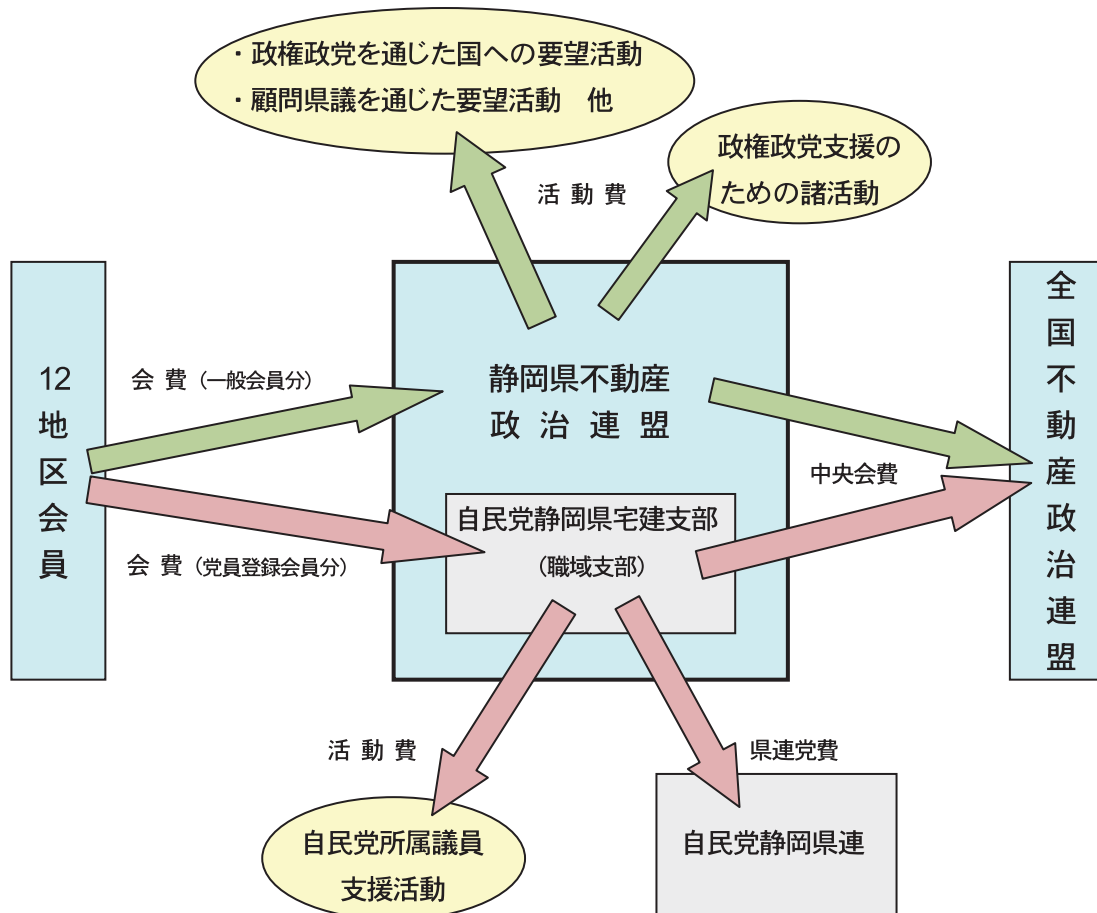 ・政権政党を通じた国への要望活動
・顧問県議を通じた要望活動　他
政権政党支援の
ための諸活動
活 動 費
12
地
区
会
員
会 費（一般会員分）
会 費（党員登録会員分）
静岡県不動産
政 治 連 盟
自民党静岡県宅建支部
（職域支部）
中央会費
全
国
不
動
産
政
治
連
盟
活 動 費
県連党費
自民党所属議員
支援活動
自民党静岡県連